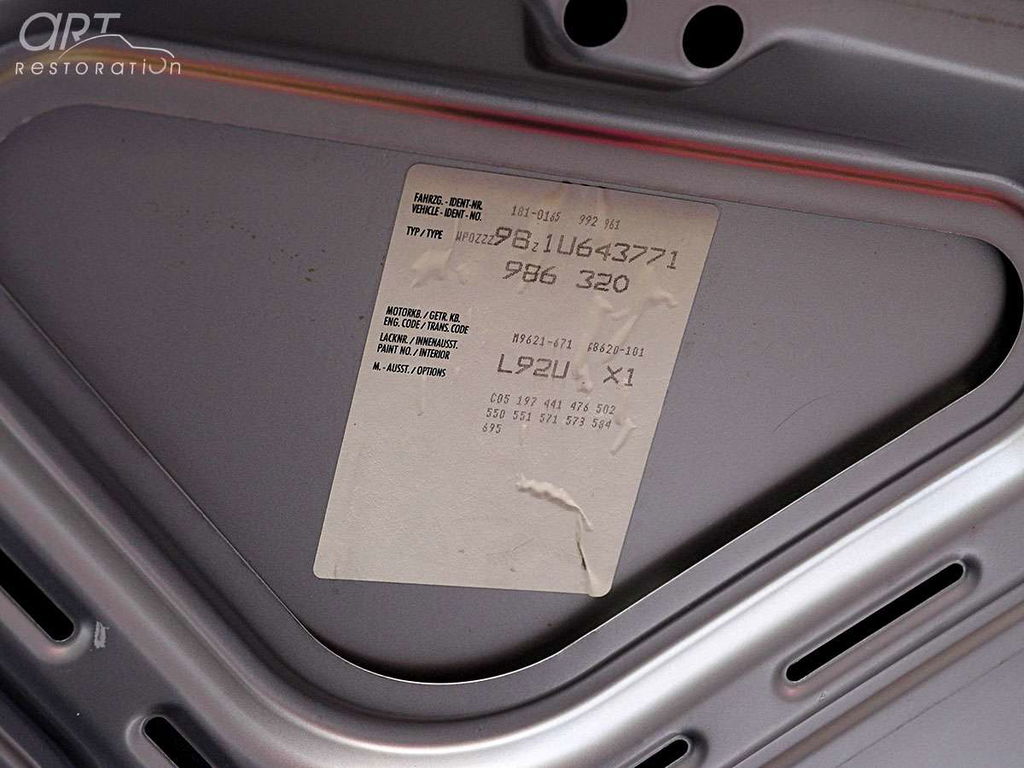 ART
RESTORATION
FAHRZG. - IDENT-NR.
VEHICLE - IDENT - NO.
181-0165 992 961
TYP / TYPE
WP0ZZZ98Z1U643771
986 320
MOTORKB. / GETR. KB.
ENG. CODE / TRANS. CODE
M9621-671 G8620-101
LACKNR. / INNENAUSST.
PAINT NO. / INTERIOR
L92U X1
M. - AUSST. / OPTIONS
C05 197 441 476 502
550 551 571 573 584
695